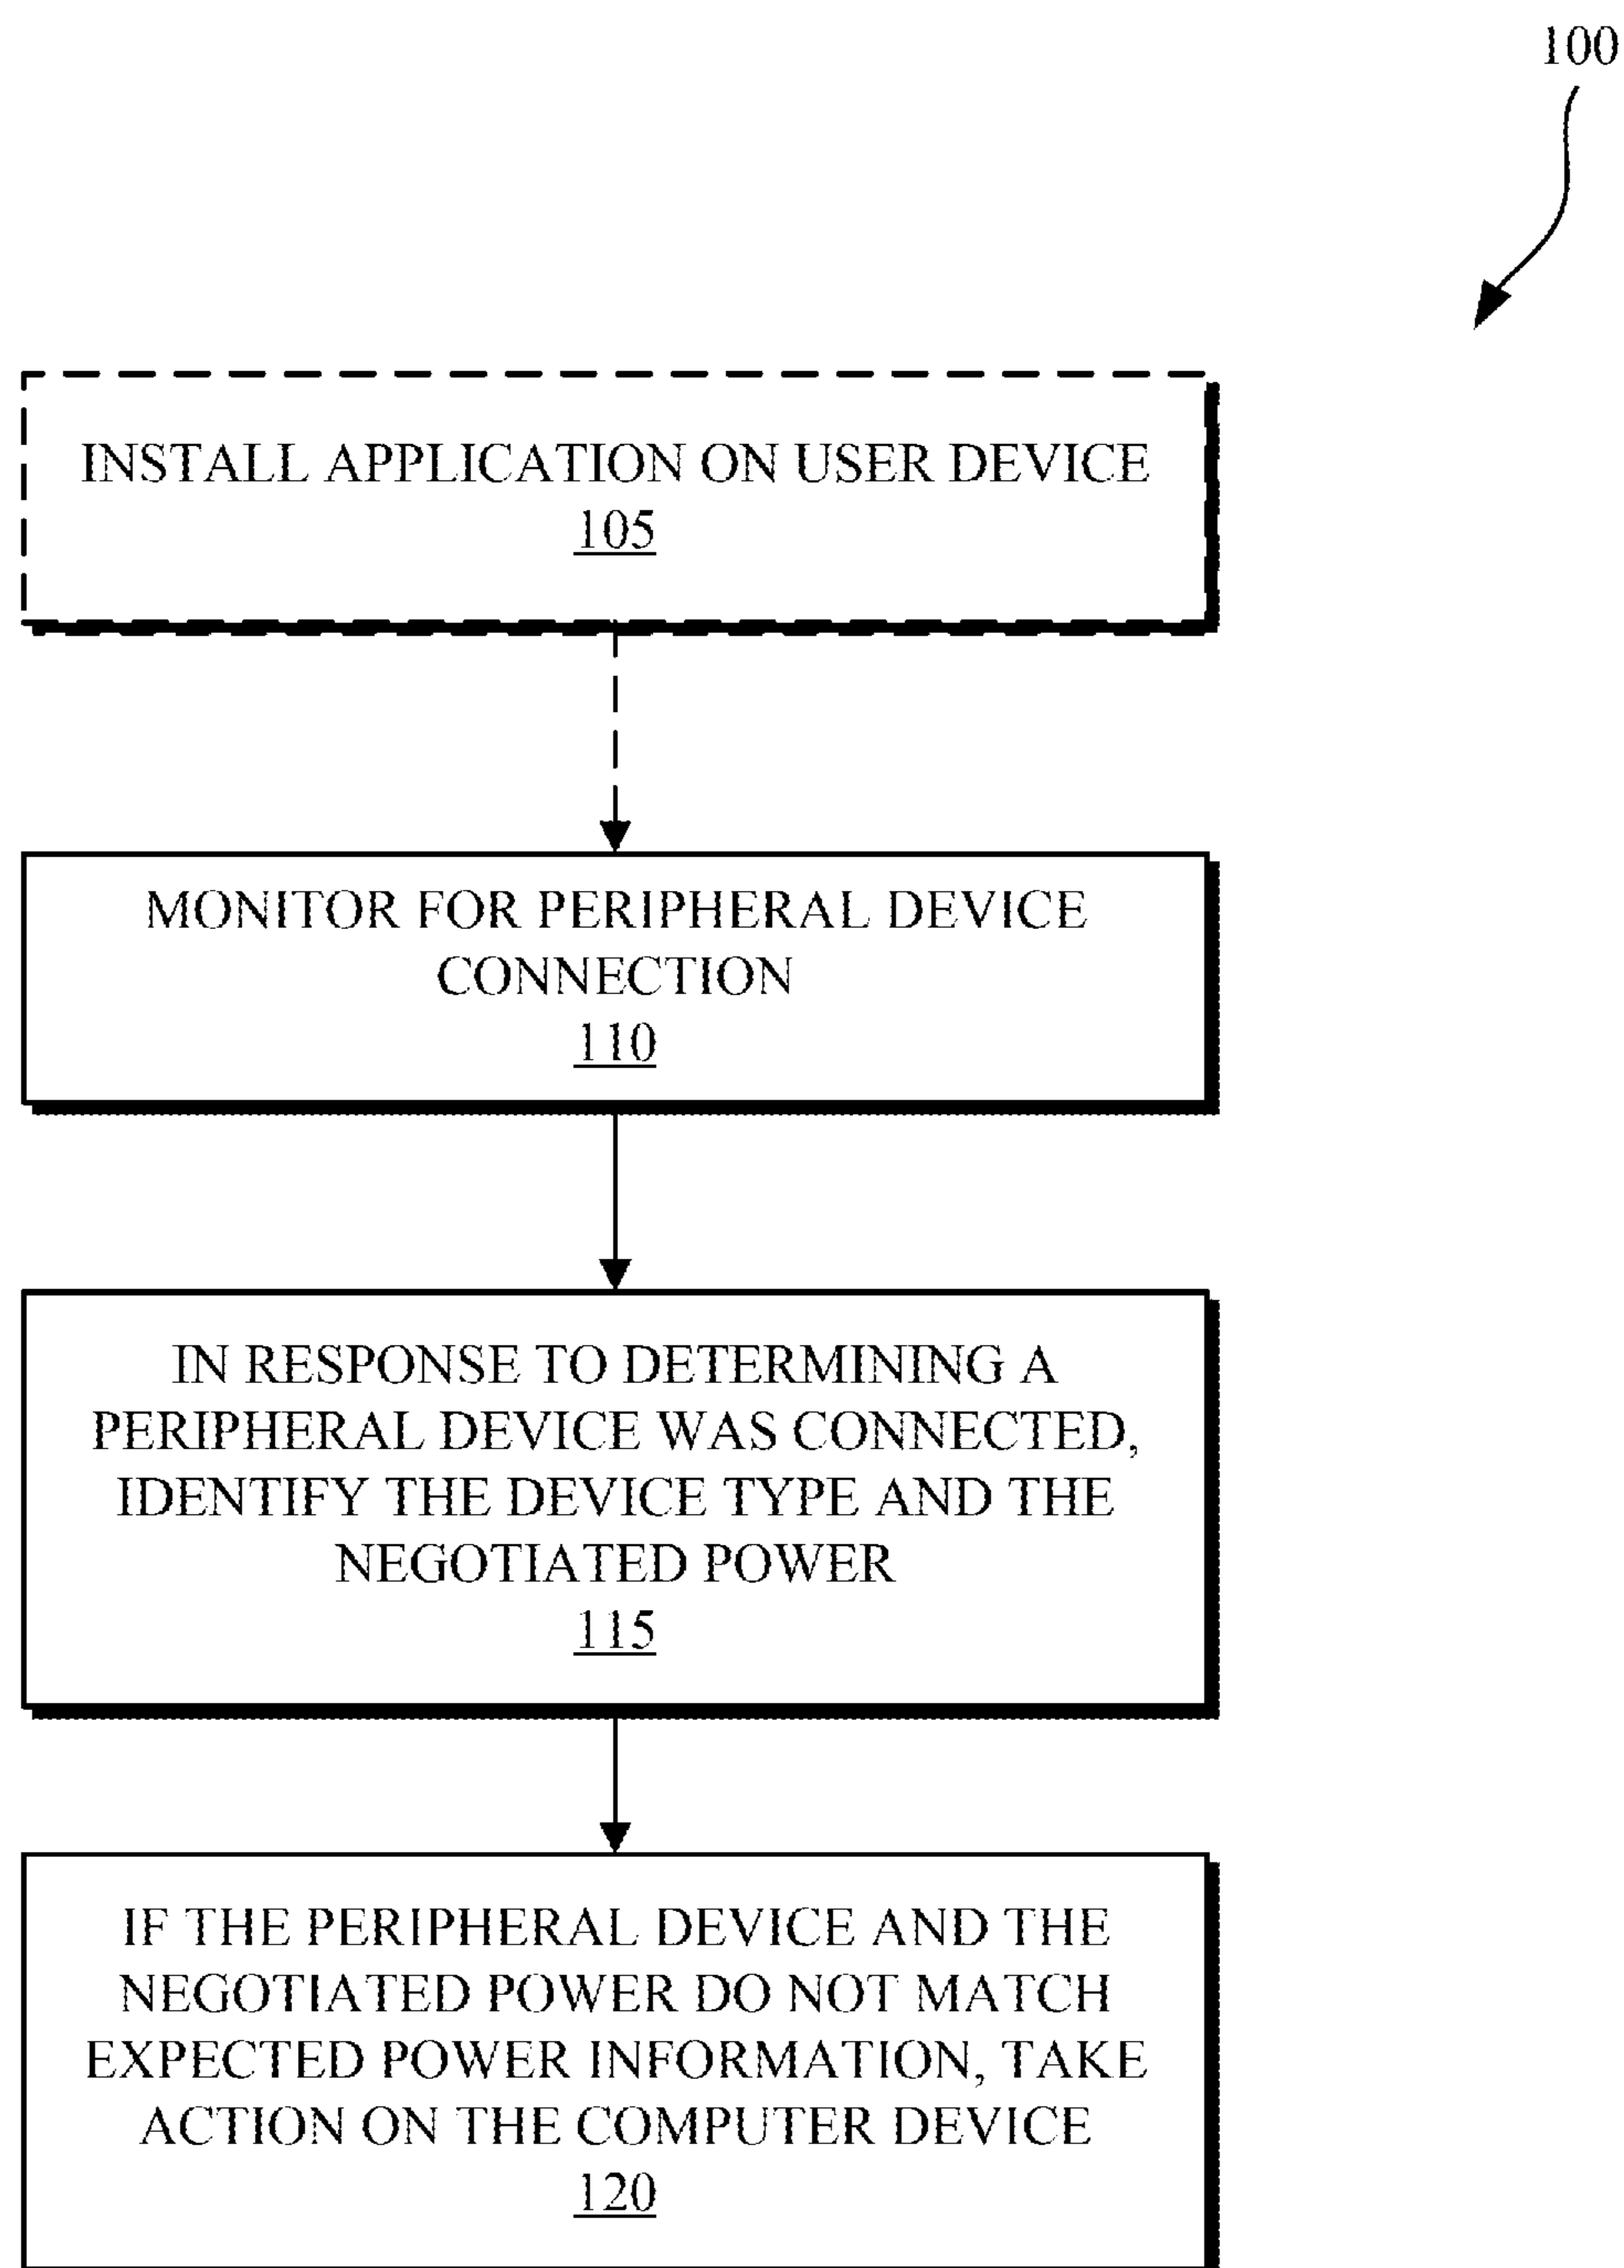 100
INSTALL APPLICATION ON USER DEVICE
105
MONITOR FOR PERIPHERAL DEVICE
CONNECTION
110
IN RESPONSE TO DETERMINING A
PERIPHERAL DEVICE WAS CONNECTED,
IDENTIFY THE DEVICE TYPE AND THE
NEGOTIATED POWER
115
IF THE PERIPHERAL DEVICE AND THE
NEGOTIATED POWER DO NOT MATCH
EXPECTED POWER INFORMATION, TAKE
ACTION ON THE COMPUTER DEVICE
120